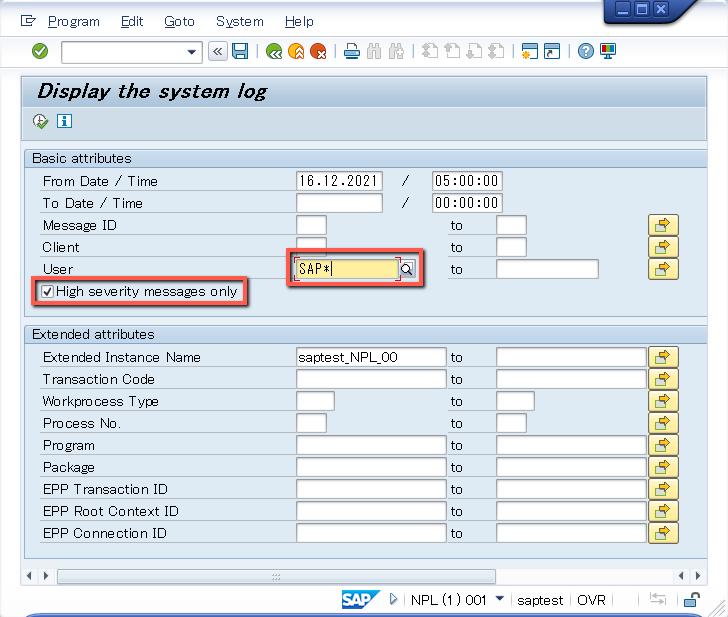 Program Edit Goto System Help
Display the system log
Basic attributes
From Date / Time 16.12.2021 / 05:00:00
To Date / Time / 00:00:00
Message ID to
Client to
User SAP* to
High severity messages only
Extended attributes
Extended Instance Name saptest_NPL_00 to
Transaction Code to
Workprocess Type to
Process No. to
Program to
Package to
EPP Transaction ID to
EPP Root Context ID to
EPP Connection ID to
SAP NPL (1) 001 saptest OVR